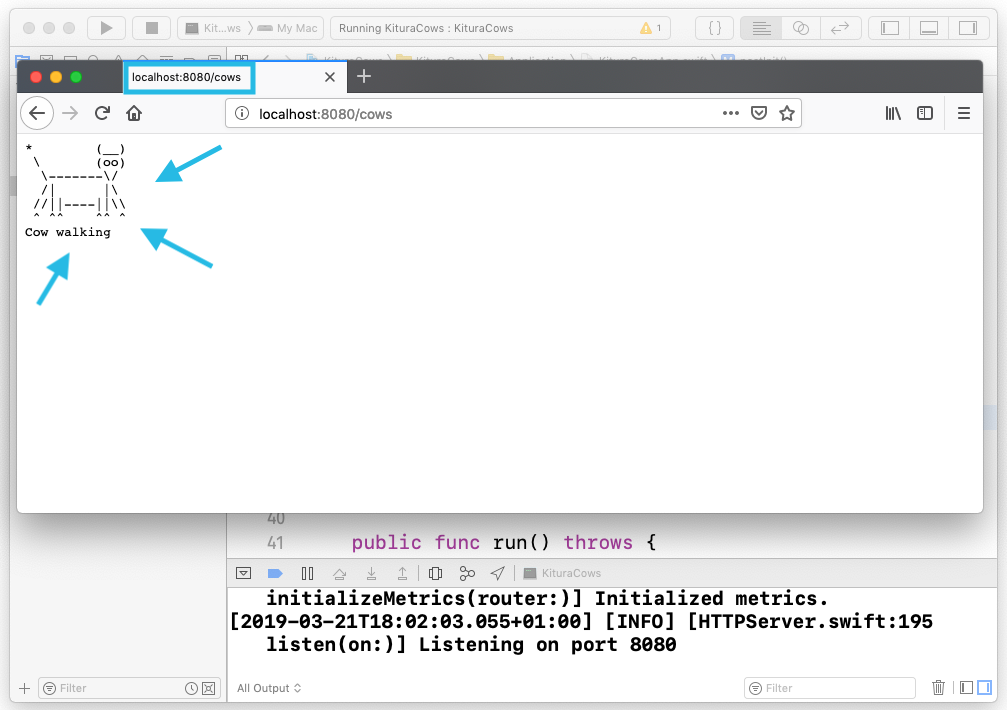 Kit...ws
My Mac
Running KituraCows : KituraCows
1
{}
localhost:8080/cows
localhost:8080/cows
*         (__)
 \        (oo)
  \-------\/
  /|      |\
 //||----||\\
 ^ ^^    ^^ ^
Cow walking
40
41 public func run() throws {
KituraCows
initializeMetrics(router:)] Initialized metrics.
[2019-03-21T18:02:03.055+01:00] [INFO] [HTTPServer.swift:195
listen(on:)] Listening on port 8080
Filter
All Output
Filter